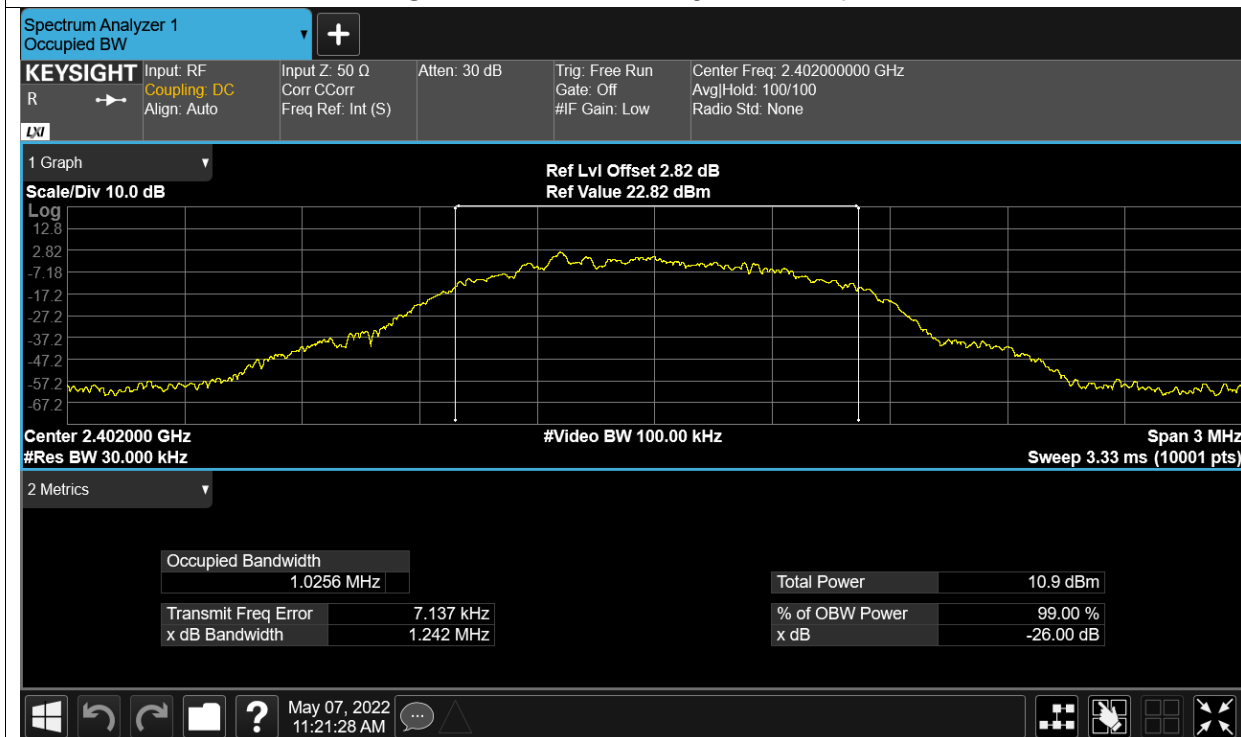 Spectrum Analyzer 1
Occupied BW
KEYSIGHT
R
LXI
Input: RF
Coupling: DC
Align: Auto
Input Z: 50 Ω
Corr CCorr
Freq Ref: Int (S)
Atten: 30 dB
Trig: Free Run
Gate: Off
#IF Gain: Low
Center Freq: 2.402000000 GHz
Avg|Hold: 100/100
Radio Std: None
1 Graph
Scale/Div 10.0 dB
Ref Lvl Offset 2.82 dB
Ref Value 22.82 dBm
Log
12.8
2.82
-7.18
-17.2
-27.2
-37.2
-47.2
-57.2
-67.2
Center 2.402000 GHz
#Video BW 100.00 kHz
Span 3 MHz
#Res BW 30.000 kHz
Sweep 3.33 ms (10001 pts)
2 Metrics
Occupied Bandwidth
1.0256 MHz
Total Power 10.9 dBm
Transmit Freq Error 7.137 kHz
% of OBW Power 99.00 %
x dB Bandwidth 1.242 MHz
x dB -26.00 dB
?
May 07, 2022
11:21:28 AM